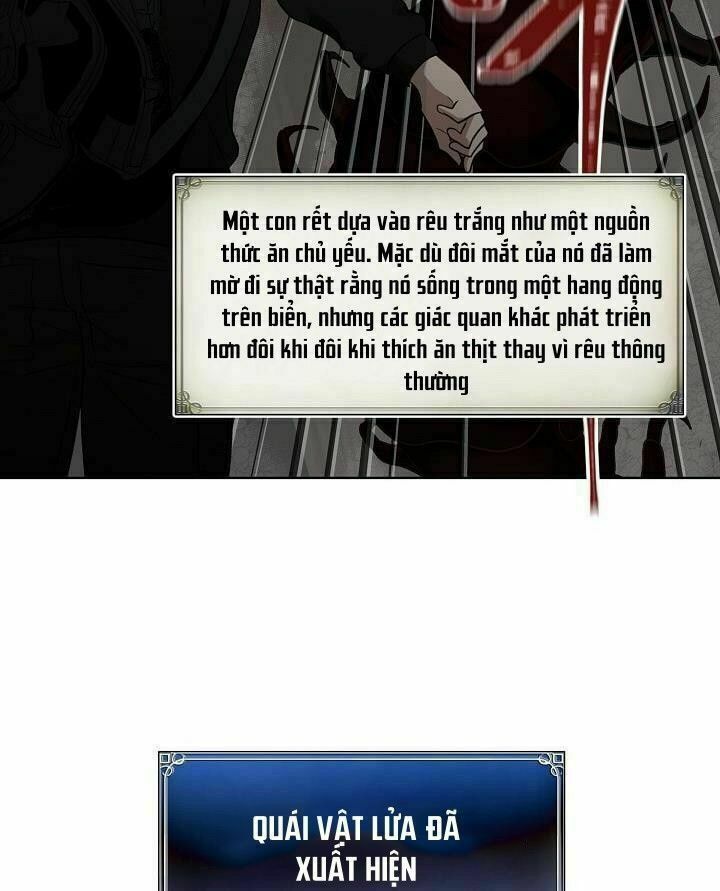 Một con rết dựa vào rêu trắng như một nguồn
thức ăn chủ yếu. Mặc dù đôi mắt của nó đã làm
mờ đi sự thật rằng nó sống trong một hang động
trên biển, nhưng các giác quan khác phát triển
hơn đôi khi đôi khi thích ăn thịt thay vì rêu thông
thường
QUÁI VẬT LỬA ĐÃ
XUẤT HIỆN